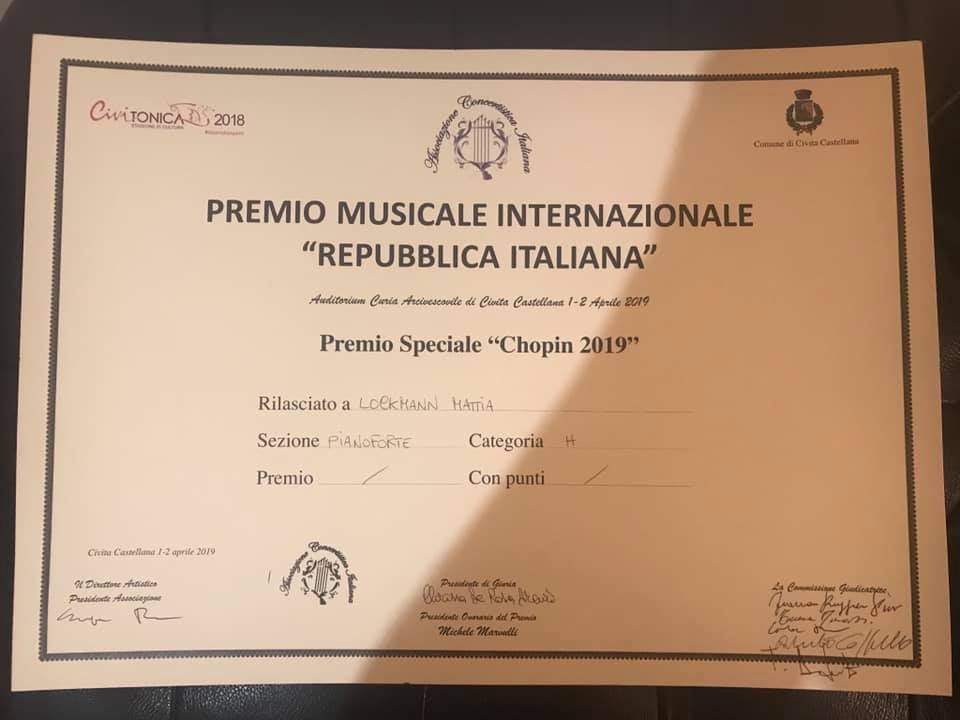 CiviTONICA 2018
STAGIONE DI CULTURA
Associazione Concertistica Italiana
Comune di Civita Castellana
PREMIO MUSICALE INTERNAZIONALE
“REPUBBLICA ITALIANA”
Auditorium Curia Arcivescovile di Civita Castellana 1-2 Aprile 2019
Premio Speciale “Chopin 2019”
Rilasciato a LOCKMANN MATTIA
Sezione PIANOFORTE Categoria H
Premio / Con punti /
Civita Castellana 1-2 aprile 2019
Associazione Concertistica Italiana
Il Direttore Artistico
Presidente Associazione
Presidente di Giuria
Presidente Onorario del Premio
Michele Marvulli
La Commissione Giudicatrice